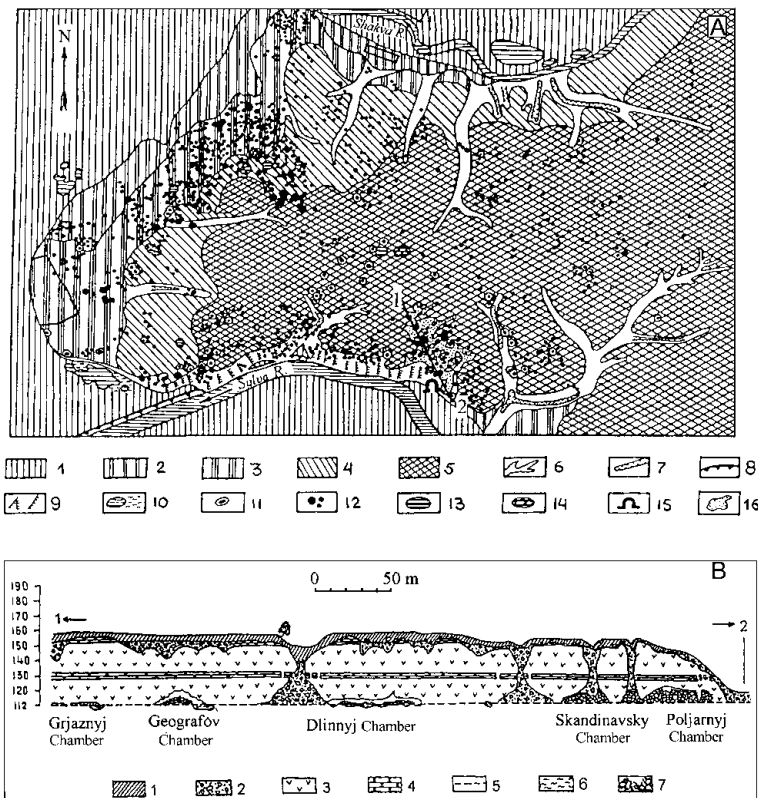 A
N
Shakva R.
1
Sylva R.
2
1 2 3 4 5 6 7 8
9 10 11 12 13 14 15 16
B
0 50 m
190
180
170
160
150
140
130
120
112
1
2
Grjaznyj Chamber
Geografóv Chamber
Dlinnyj Chamber
Skandinavsky Chamber
Poljarnyj Chamber
1 2 3 4 5 6 7